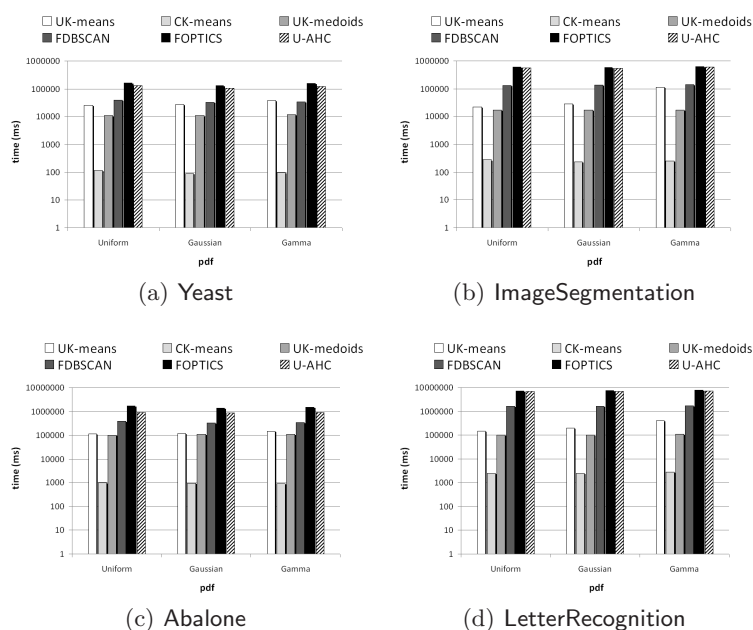 UK-means CK-means UK-medoids
FDBSCAN FOPTICS U-AHC
1000000
100000
10000
1000
100
10
1
time (ms)
Uniform Gaussian Gamma
pdf
(a) Yeast
UK-means CK-means UK-medoids
FDBSCAN FOPTICS U-AHC
1000000
100000
10000
1000
100
10
1
time (ms)
Uniform Gaussian Gamma
pdf
(b) ImageSegmentation
UK-means CK-means UK-medoids
FDBSCAN FOPTICS U-AHC
10000000
1000000
100000
10000
1000
100
10
1
time (ms)
Uniform Gaussian Gamma
pdf
(c) Abalone
UK-means CK-means UK-medoids
FDBSCAN FOPTICS U-AHC
10000000
1000000
100000
10000
1000
100
10
1
time (ms)
Uniform Gaussian Gamma
pdf
(d) LetterRecognition